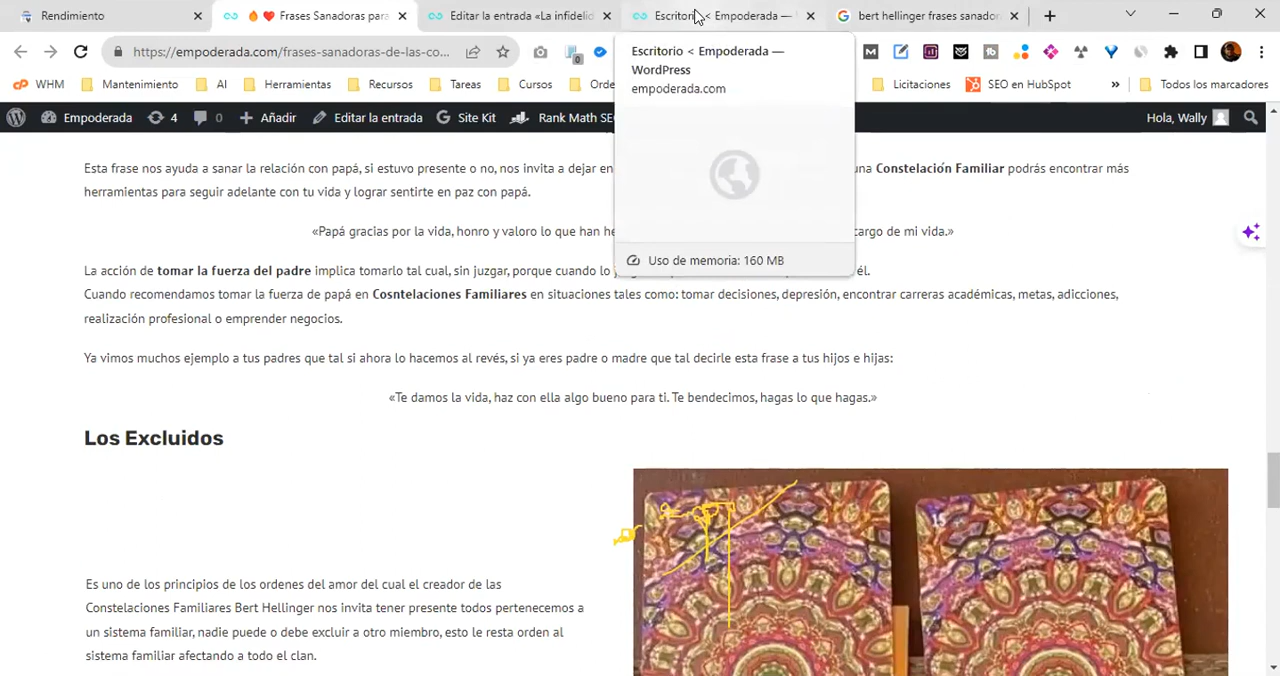 Rendimiento
Frases Sanadoras para
Editar la entrada «La infidelid
Escritorio < Empoderada —
bert hellinger frases sanador
https://empoderada.com/frases-sanadoras-de-las-co...
WHM
Mantenimiento
AI
Herramientas
Recursos
Tareas
Cursos
Orde
Licitaciones
SEO en HubSpot
»
Todos los marcadores
Escritorio < Empoderada —
WordPress
empoderada.com
Uso de memoria: 160 MB
Empoderada
4
0
Añadir
Editar la entrada
Site Kit
Rank Math SE
Hola, Wally
Esta frase nos ayuda a sanar la relación con papá, si estuvo presente o no, nos invita a dejar en una Constelación Familiar podrás encontrar más
herramientas para seguir adelante con tu vida y lograr sentirte en paz con papá.
«Papá gracias por la vida, honro y valoro lo que han he cargo de mi vida.»
La acción de tomar la fuerza del padre implica tomarlo tal cual, sin juzgar, porque cuando lo él.
Cuando recomendamos tomar la fuerza de papá en Cosntelaciones Familiares en situaciones tales como: tomar decisiones, depresión, encontrar carreras académicas, metas, adicciones,
realización profesional o emprender negocios.
Ya vimos muchos ejemplo a tus padres que tal si ahora lo hacemos al revés, si ya eres padre o madre que tal decirle esta frase a tus hijos e hijas:
«Te damos la vida, haz con ella algo bueno para ti. Te bendecimos, hagas lo que hagas.»
Los Excluidos
Es uno de los principios de los ordenes del amor del cual el creador de las
Constelaciones Familiares Bert Hellinger nos invita tener presente todos pertenecemos a
un sistema familiar, nadie puede o debe excluir a otro miembro, esto le resta orden al
sistema familiar afectando a todo el clan.